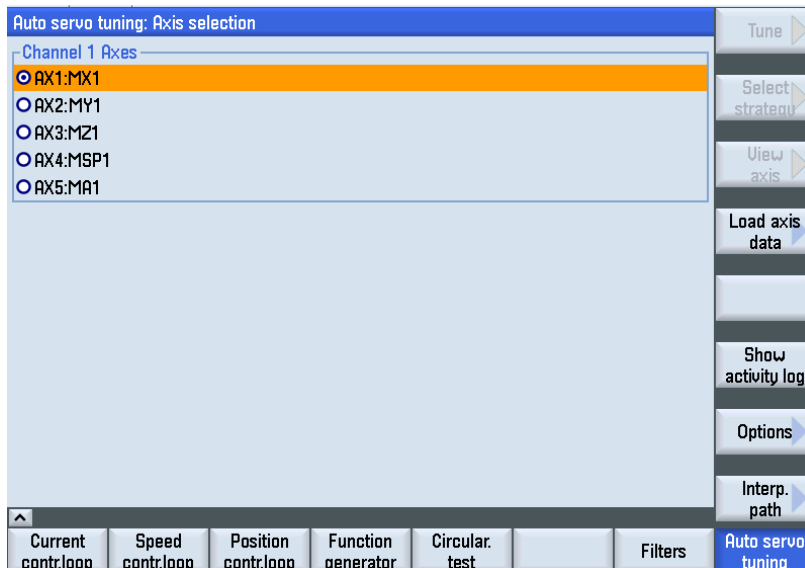 Auto servo tuning: Axis selection
Channel 1 Axes
AX1:MX1
AX2:MY1
AX3:MZ1
AX4:MSP1
AX5:MA1
Tune
Select
strategy
View
axis
Load axis
data
Show
activity log
Options
Interp.
path
Current
contr.loop
Speed
contr.loop
Position
contr.loop
Function
generator
Circular.
test
Filters
Auto servo
tuning